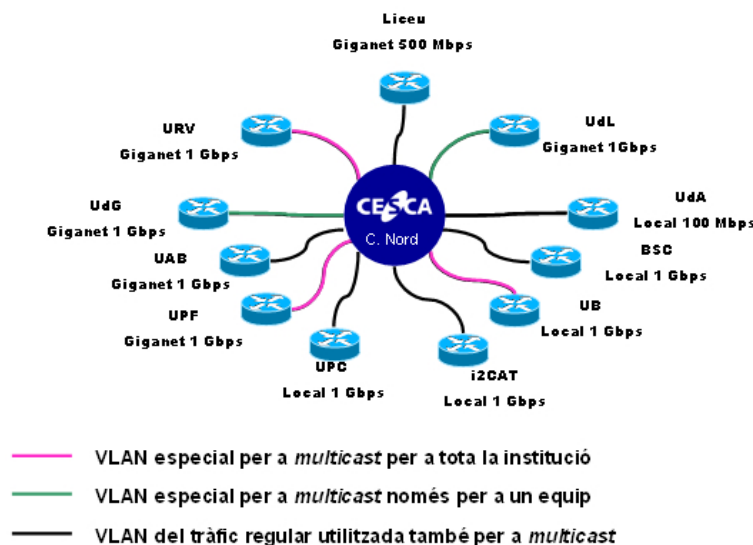 Liceu
Giganet 500 Mbps
URV
Giganet 1 Gbps
UdL
Giganet 1Gbps
UdG
Giganet 1 Gbps
CESCA
C. Nord
UdA
Local 100 Mbps
UAB
Giganet 1 Gbps
BSC
Local 1 Gbps
UPF
Giganet 1 Gbps
UB
Local 1 Gbps
UPC
Local 1 Gbps
i2CAT
Local 1 Gbps
VLAN especial per a multicast per a tota la institució
VLAN especial per a multicast només per a un equip
VLAN del tràfic regular utilitzada també per a multicast